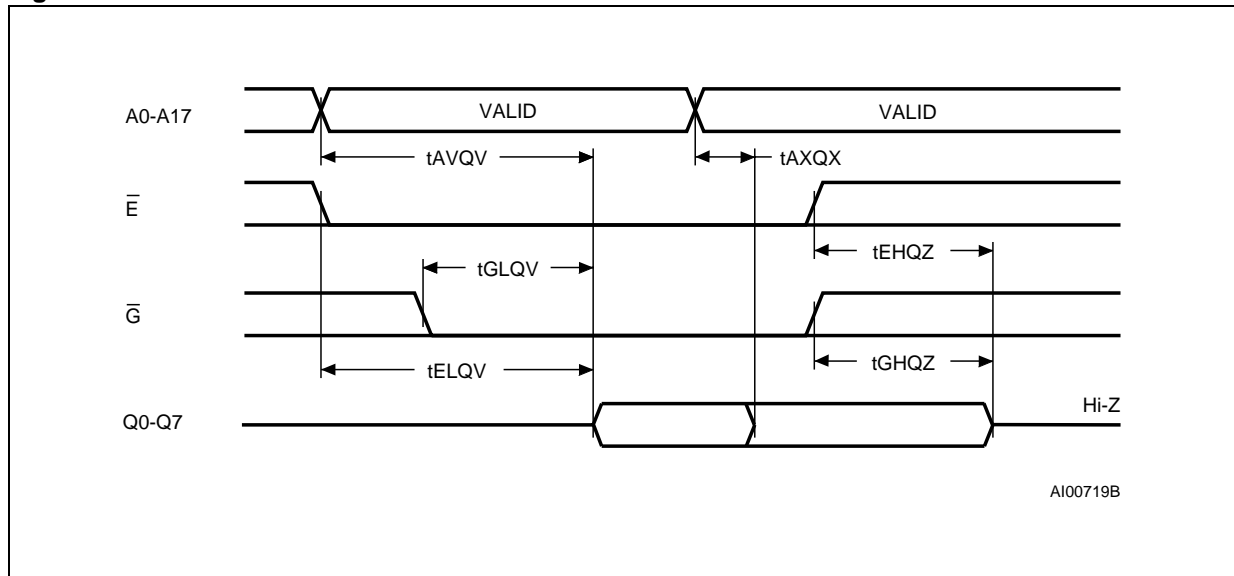 A0-A17
VALID
VALID
tAVQV
tAXQX
E̅
tEHQZ
tGLQV
G̅
tGHQZ
tELQV
Hi-Z
Q0-Q7
AI00719B